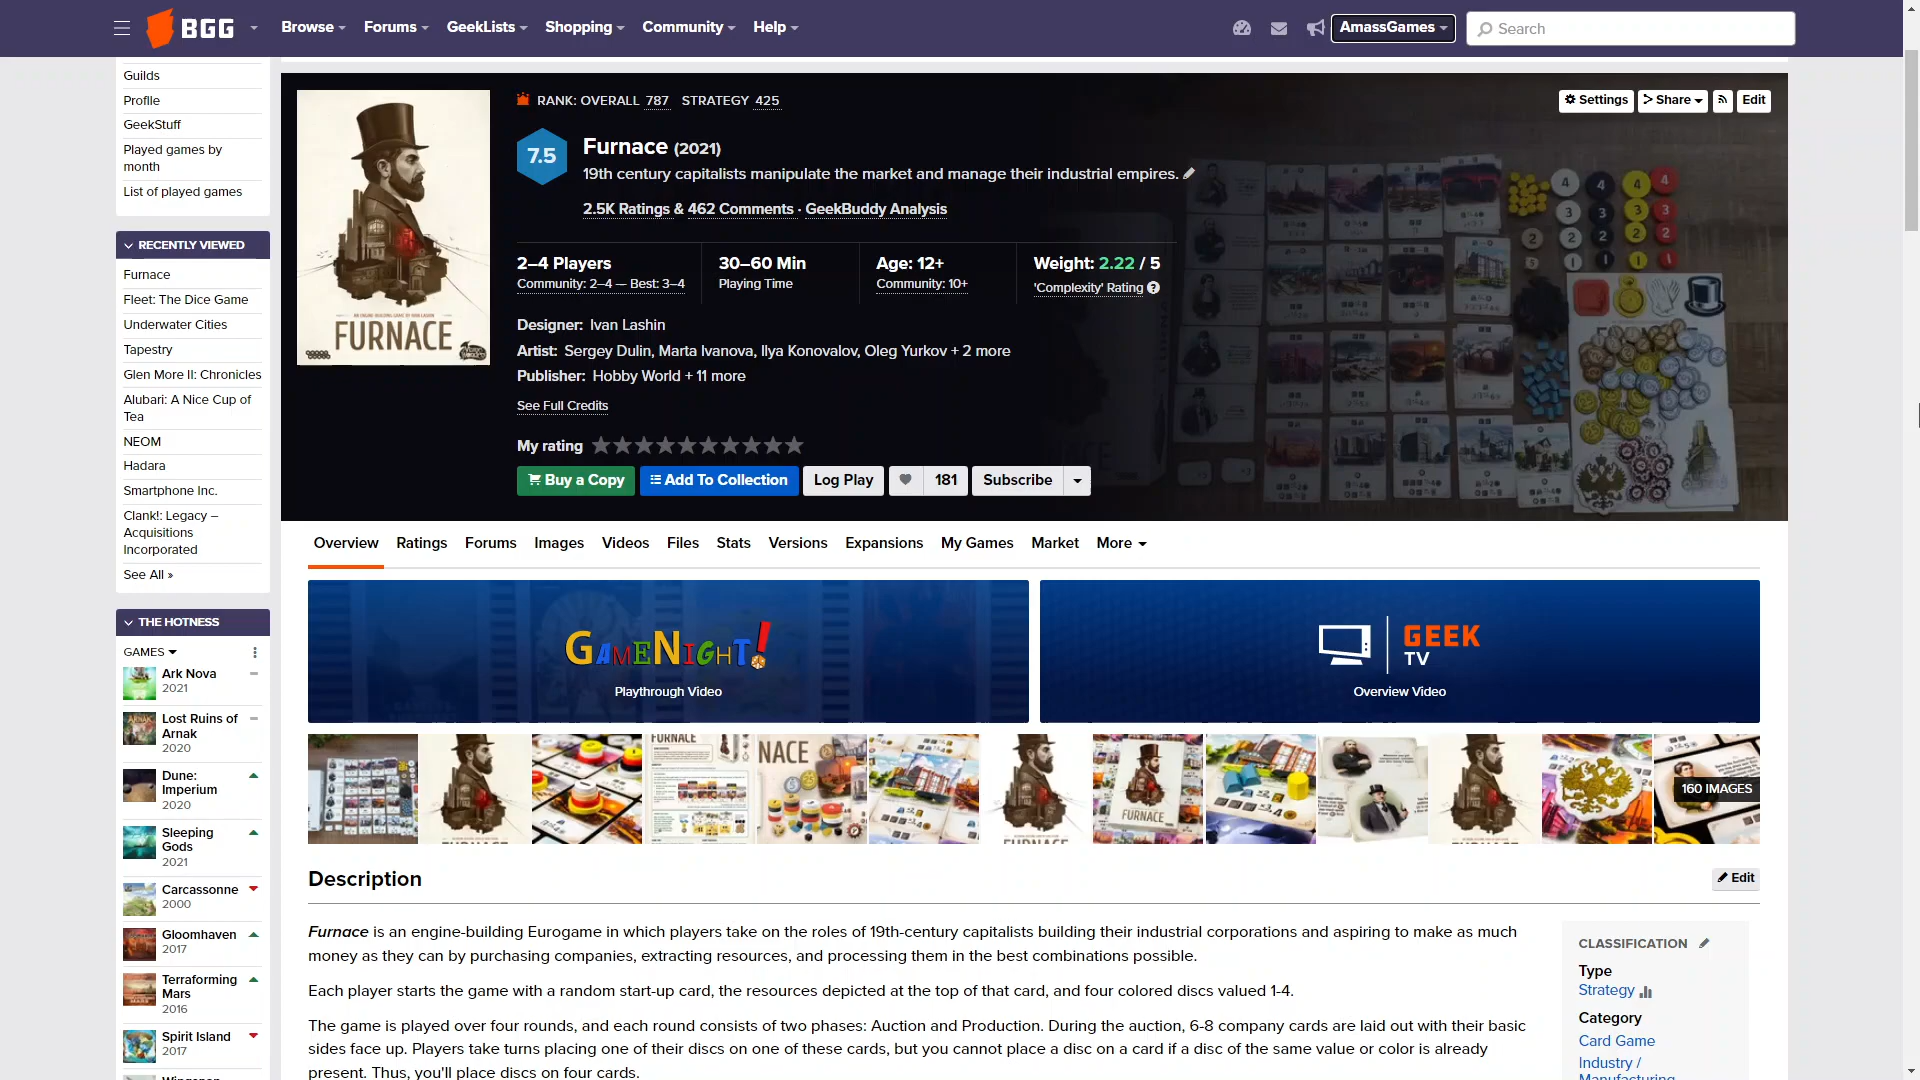 BGG
Browse
Forums
GeekLists
Shopping
Community
Help
AmassGames
Search
Guilds
Profile
GeekStuff
Played games by
month
List of played games
RECENTLY VIEWED
Furnace
Fleet: The Dice Game
Underwater Cities
Tapestry
Glen More II: Chronicles
Alubari: A Nice Cup of
Tea
NEOM
Hadara
Smartphone Inc.
Clank!: Legacy –
Acquisitions
Incorporated
See All »
THE HOTNESS
GAMES
Ark Nova
2021
Lost Ruins of
Arnak
2020
Dune:
Imperium
2020
Sleeping
Gods
2021
Carcassonne
2000
Gloomhaven
2017
Terraforming
Mars
2016
Spirit Island
2017
AN ENGINE-BUILDING GAME BY IVAN LASHIN
FURNACE
RANK: OVERALL 787 STRATEGY 425
Settings
Share
Edit
7.5
Furnace (2021)
19th century capitalists manipulate the market and manage their industrial empires.
2.5K Ratings & 462 Comments · GeekBuddy Analysis
2–4 Players
Community: 2–4 — Best: 3–4
30–60 Min
Playing Time
Age: 12+
Community: 10+
Weight: 2.22 / 5
'Complexity' Rating
Designer: Ivan Lashin
Artist: Sergey Dulin, Marta Ivanova, Ilya Konovalov, Oleg Yurkov + 2 more
Publisher: Hobby World + 11 more
See Full Credits
My rating
Buy a Copy
Add To Collection
Log Play
181
Subscribe
Overview
Ratings
Forums
Images
Videos
Files
Stats
Versions
Expansions
My Games
Market
More
GAMENIGHT!
Playthrough Video
GEEK
TV
Overview Video
160 IMAGES
Description
Edit
Furnace is an engine-building Eurogame in which players take on the roles of 19th-century capitalists building their industrial corporations and aspiring to make as much
money as they can by purchasing companies, extracting resources, and processing them in the best combinations possible.
Each player starts the game with a random start-up card, the resources depicted at the top of that card, and four colored discs valued 1-4.
The game is played over four rounds, and each round consists of two phases: Auction and Production. During the auction, 6-8 company cards are laid out with their basic
sides face up. Players take turns placing one of their discs on one of these cards, but you cannot place a disc on a card if a disc of the same value or color is already
present. Thus, you'll place discs on four cards.
CLASSIFICATION
Type
Strategy
Category
Card Game
Industry /
Manufacturing